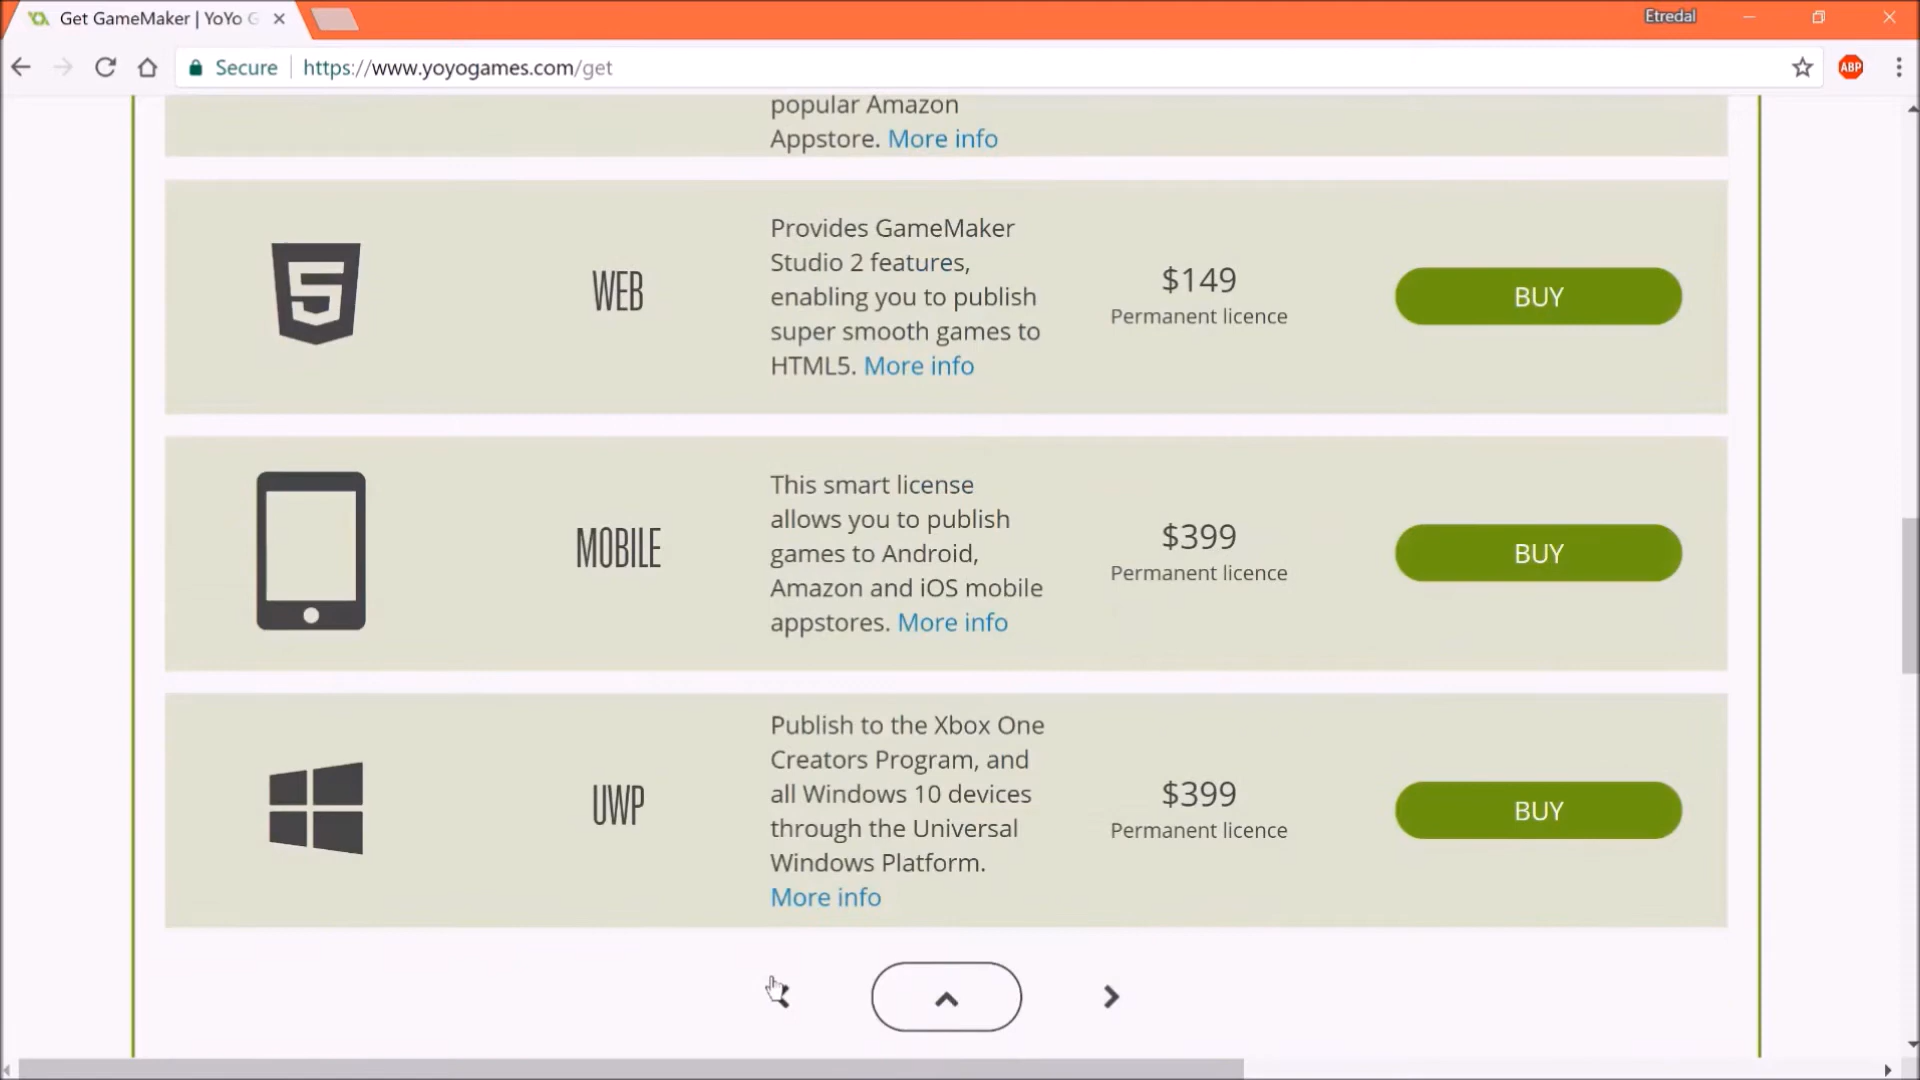 Get GameMaker | YoYo G
Etredal
Secure
https://www.yoyogames.com/get
ABP
popular Amazon
Appstore. More info
WEB
Provides GameMaker
Studio 2 features,
enabling you to publish
super smooth games to
HTML5. More info
$149
Permanent licence
BUY
MOBILE
This smart license
allows you to publish
games to Android,
Amazon and iOS mobile
appstores. More info
$399
Permanent licence
BUY
UWP
Publish to the Xbox One
Creators Program, and
all Windows 10 devices
through the Universal
Windows Platform.
More info
$399
Permanent licence
BUY